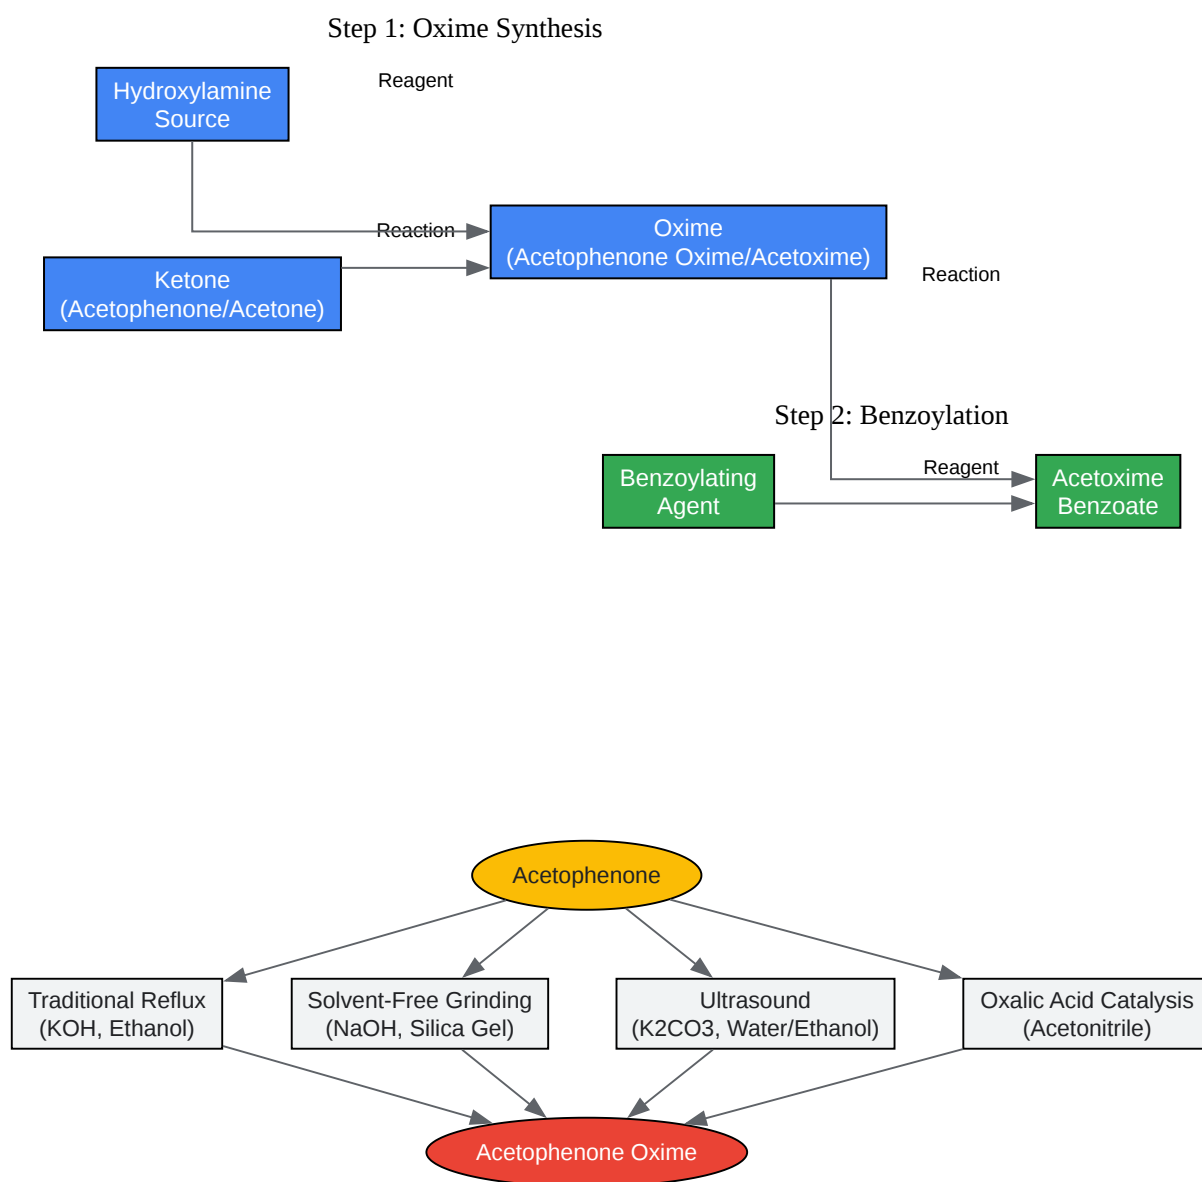 Step 1: Oxime Synthesis
Reagent
Hydroxylamine
Source
Reaction
Oxime
(Acetophenone Oxime/Acetoxime)
Ketone
(Acetophenone/Acetone)
Reaction
Step 2: Benzoylation
Reagent
Benzoylating
Agent
Acetoxime
Benzoate
Acetophenone
Traditional Reflux
(KOH, Ethanol)
Solvent-Free Grinding
(NaOH, Silica Gel)
Ultrasound
(K2CO3, Water/Ethanol)
Oxalic Acid Catalysis
(Acetonitrile)
Acetophenone Oxime